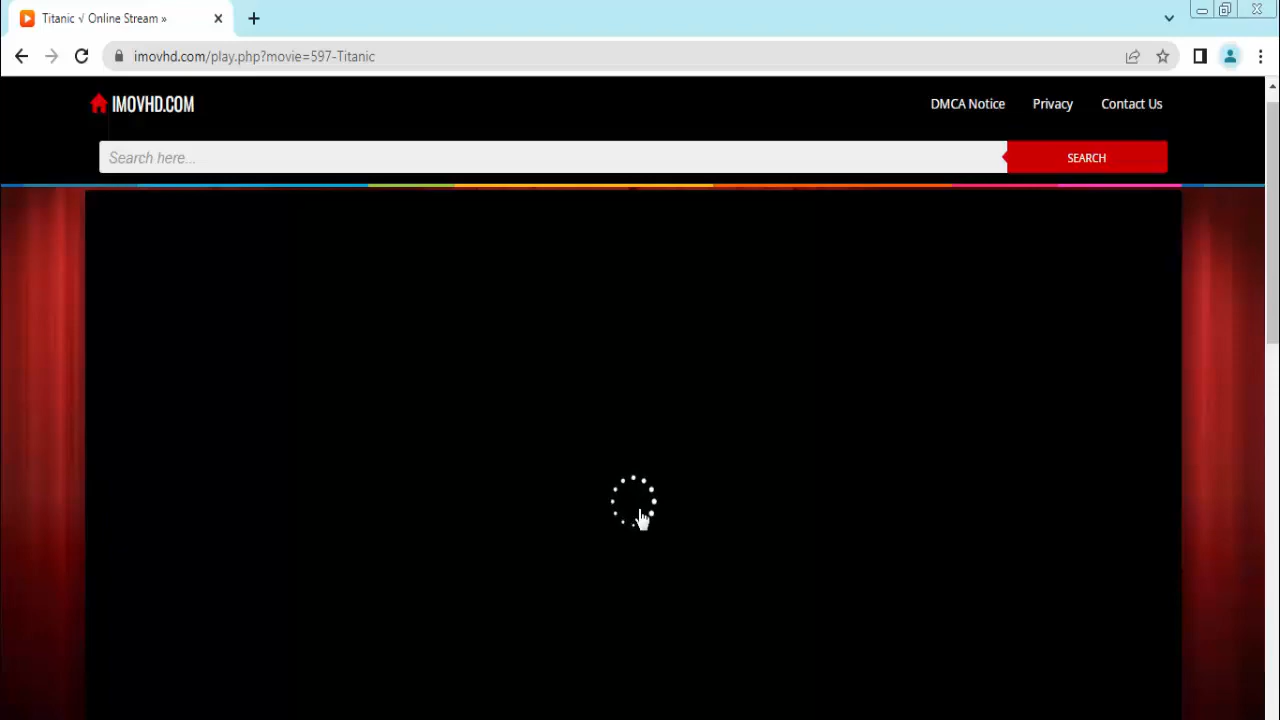 Titanic √ Online Stream »
imovhd.com/play.php?movie=597-Titanic
IMOVHD.COM
DMCA Notice
Privacy
Contact Us
Search here...
SEARCH